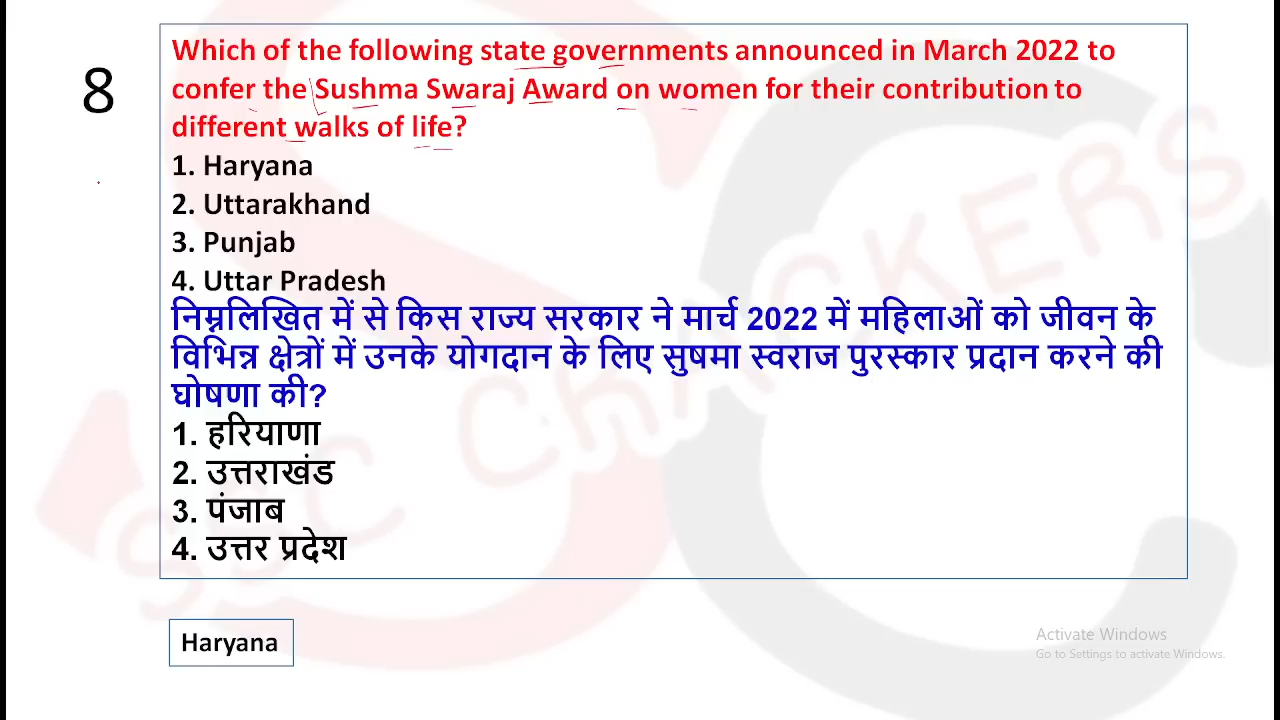 8
Which of the following state governments announced in March 2022 to
confer the Sushma Swaraj Award on women for their contribution to
different walks of life?
1. Haryana
2. Uttarakhand
3. Punjab
4. Uttar Pradesh
निम्नलिखित में से किस राज्य सरकार ने मार्च 2022 में महिलाओं को जीवन के
विभिन्न क्षेत्रों में उनके योगदान के लिए सुषमा स्वराज पुरस्कार प्रदान करने की
घोषणा की?
1. हरियाणा
2. उत्तराखंड
3. पंजाब
4. उत्तर प्रदेश
Haryana
SSC CHACKERS
Activate Windows
Go to Settings to activate Windows.